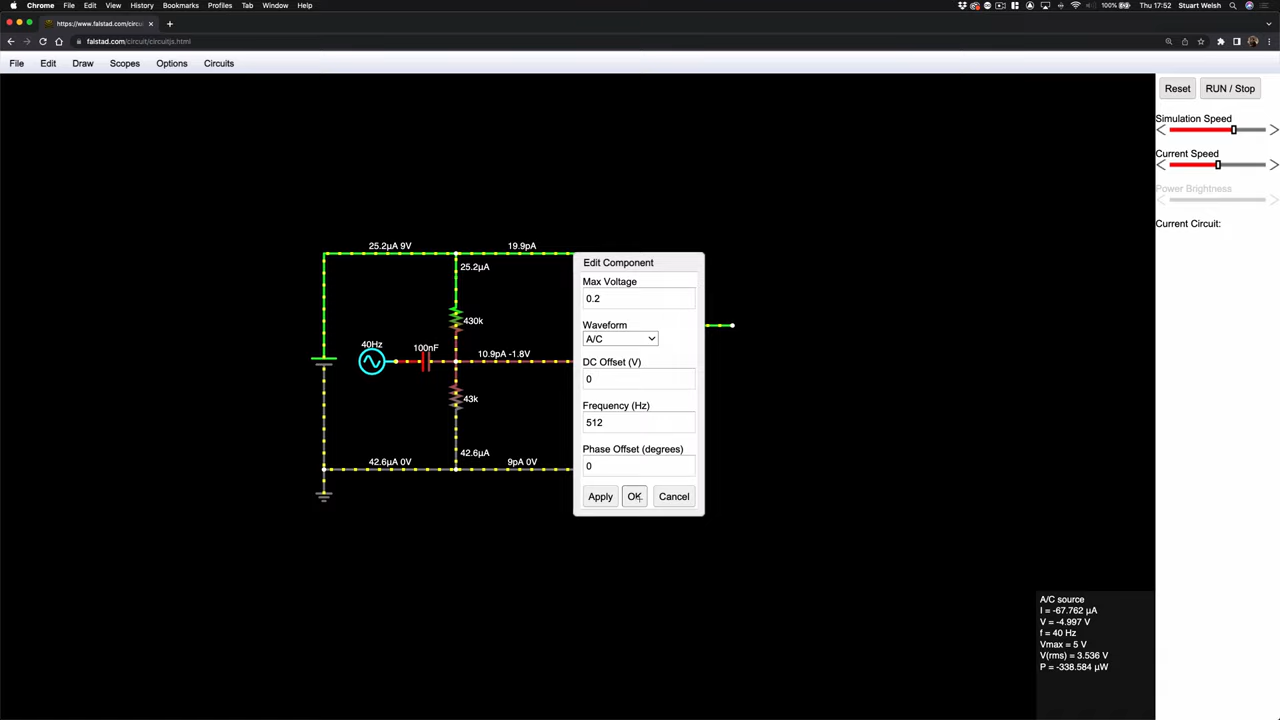 Chrome File Edit View History Bookmarks Profiles Tab Window Help
100% Thu 17:52 Stuart Welsh
https://www.falstad.com/circu
falstad.com/circuit/circuitjs.html
File Edit Draw Scopes Options Circuits
Reset RUN / Stop
Simulation Speed
Current Speed
Power Brightness
Current Circuit:
25.2µA 9V
19.9pA
25.2µA
430k
40Hz
100nF
10.9pA -1.8V
43k
42.6µA
42.6µA 0V
9pA 0V
Edit Component
Max Voltage
0.2
Waveform
A/C
DC Offset (V)
0
Frequency (Hz)
512
Phase Offset (degrees)
0
Apply OK Cancel
A/C source
I = -67.762 µA
V = -4.997 V
f = 40 Hz
Vmax = 5 V
V(rms) = 3.536 V
P = -338.584 µW